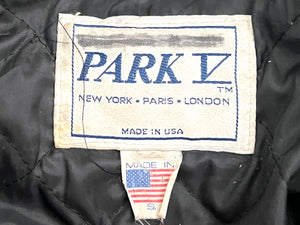 PARK V
TM
NEW YORK • PARIS • LONDON
MADE IN USA
MADE IN
S